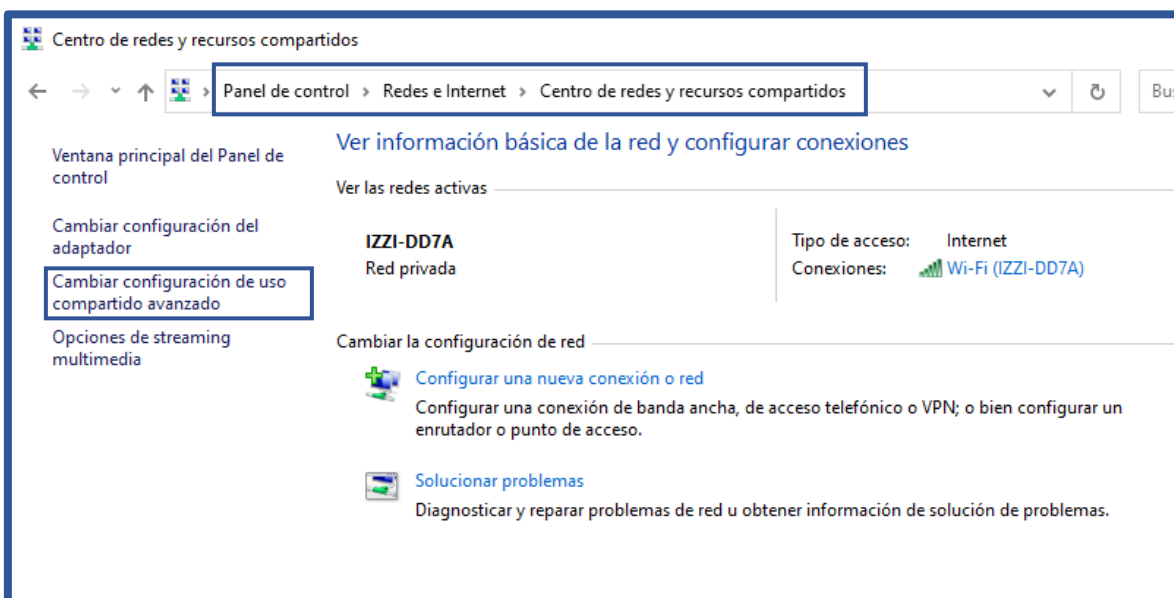 Centro de redes y recursos compartidos
Panel de control > Redes e Internet > Centro de redes y recursos compartidos
Ventana principal del Panel de
control
Cambiar configuración del
adaptador
Cambiar configuración de uso
compartido avanzado
Opciones de streaming
multimedia
Ver información básica de la red y configurar conexiones
Ver las redes activas
IZZI-DD7A
Red privada
Tipo de acceso: Internet
Conexiones: Wi-Fi (IZZI-DD7A)
Cambiar la configuración de red
Configurar una nueva conexión o red
Configurar una conexión de banda ancha, de acceso telefónico o VPN; o bien configurar un
enrutador o punto de acceso.
Solucionar problemas
Diagnosticar y reparar problemas de red u obtener información de solución de problemas.